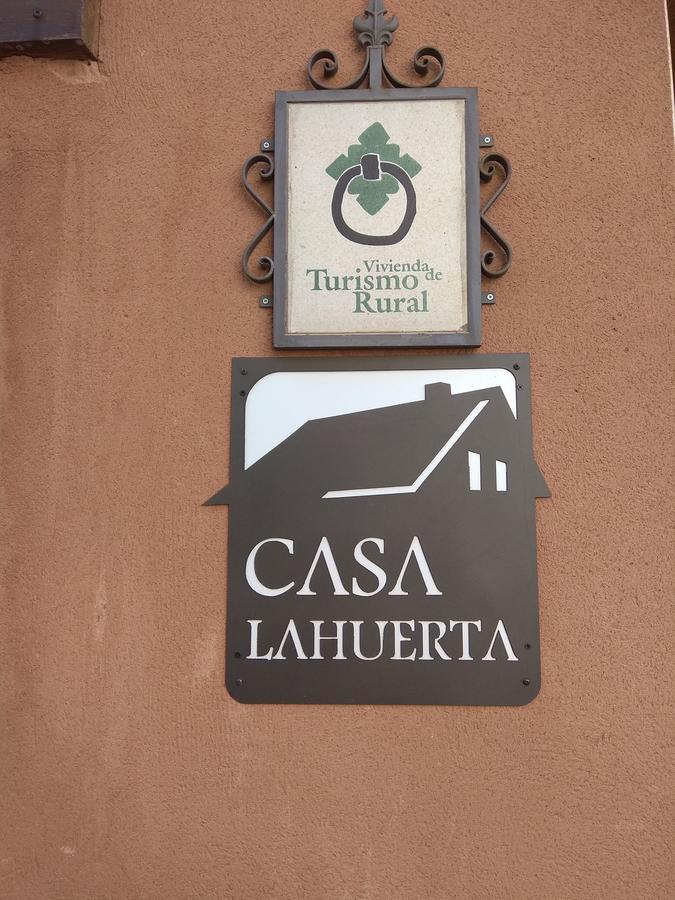 Vivienda
Turismo de
Rural
CASA
LAHUERTA